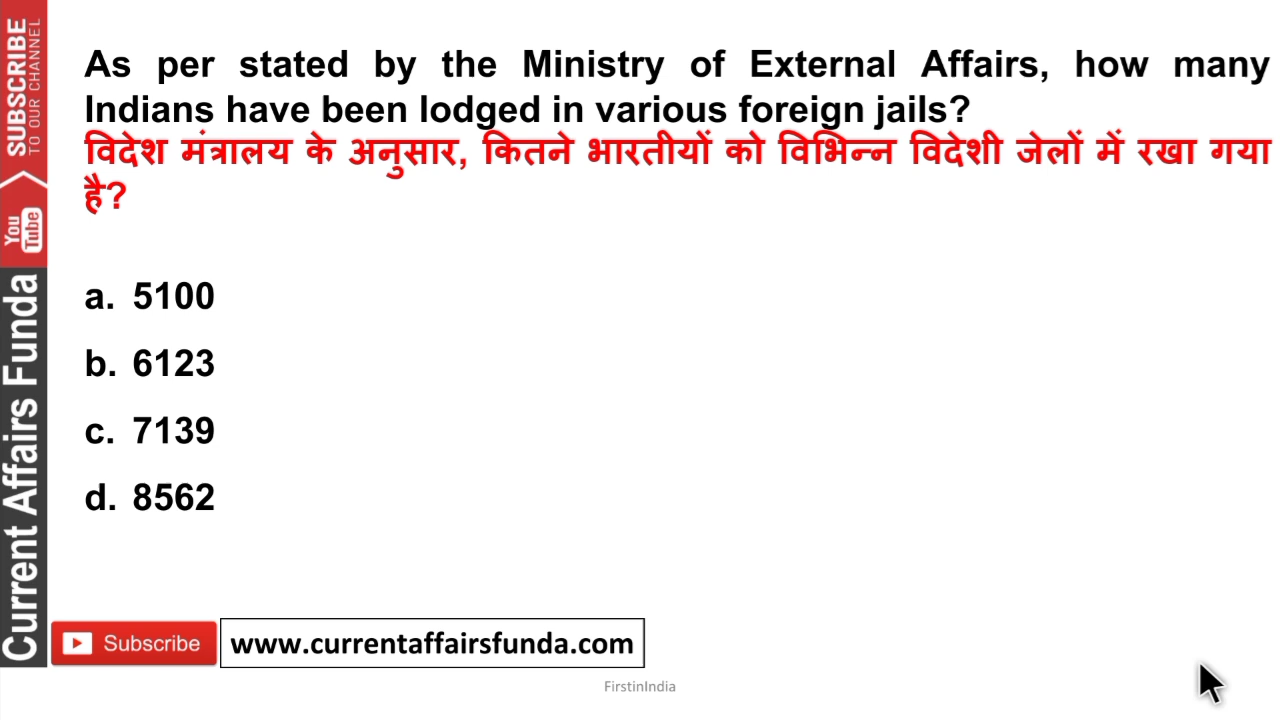 As per stated by the Ministry of External Affairs, how many
Indians have been lodged in various foreign jails?
विदेश मंत्रालय के अनुसार, कितने भारतीयों को विभिन्न विदेशी जेलों में रखा गया
है?
a. 5100
b. 6123
c. 7139
d. 8562
SUBSCRIBE
TO OUR CHANNEL
You
Tube
Current Affairs Funda
Subscribe
www.currentaffairsfunda.com
FirstinIndia